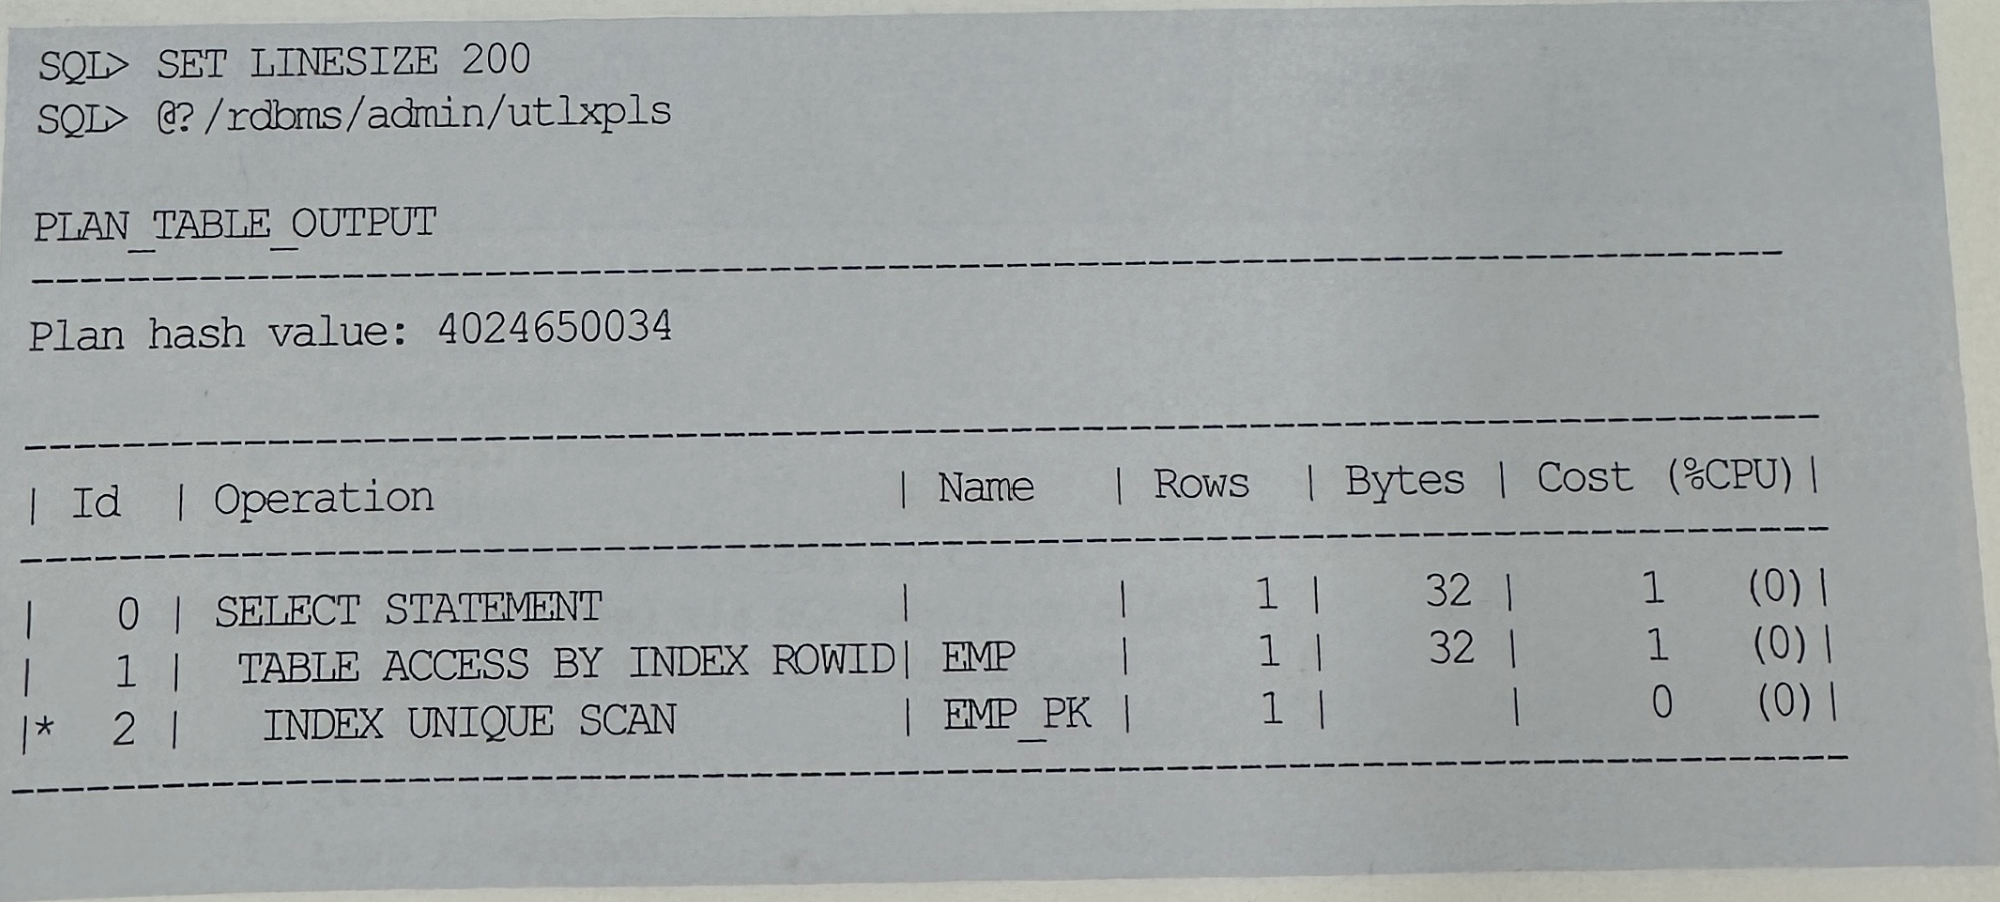 SQL> SET LINESIZE 200
SQL> @?/rdbms/admin/utlxpls
PLAN_TABLE_OUTPUT
--------------------------------------------------------------------------
Plan hash value: 4024650034
--------------------------------------------------------------------------
| Id  | Operation                   | Name   | Rows  | Bytes | Cost (%CPU)|
--------------------------------------------------------------------------
|   0 | SELECT STATEMENT            |        |     1 |    32 |     1   (0)|
|   1 |  TABLE ACCESS BY INDEX ROWID| EMP    |     1 |    32 |     1   (0)|
|*  2 |   INDEX UNIQUE SCAN         | EMP_PK |     1 |       |     0   (0)|
--------------------------------------------------------------------------